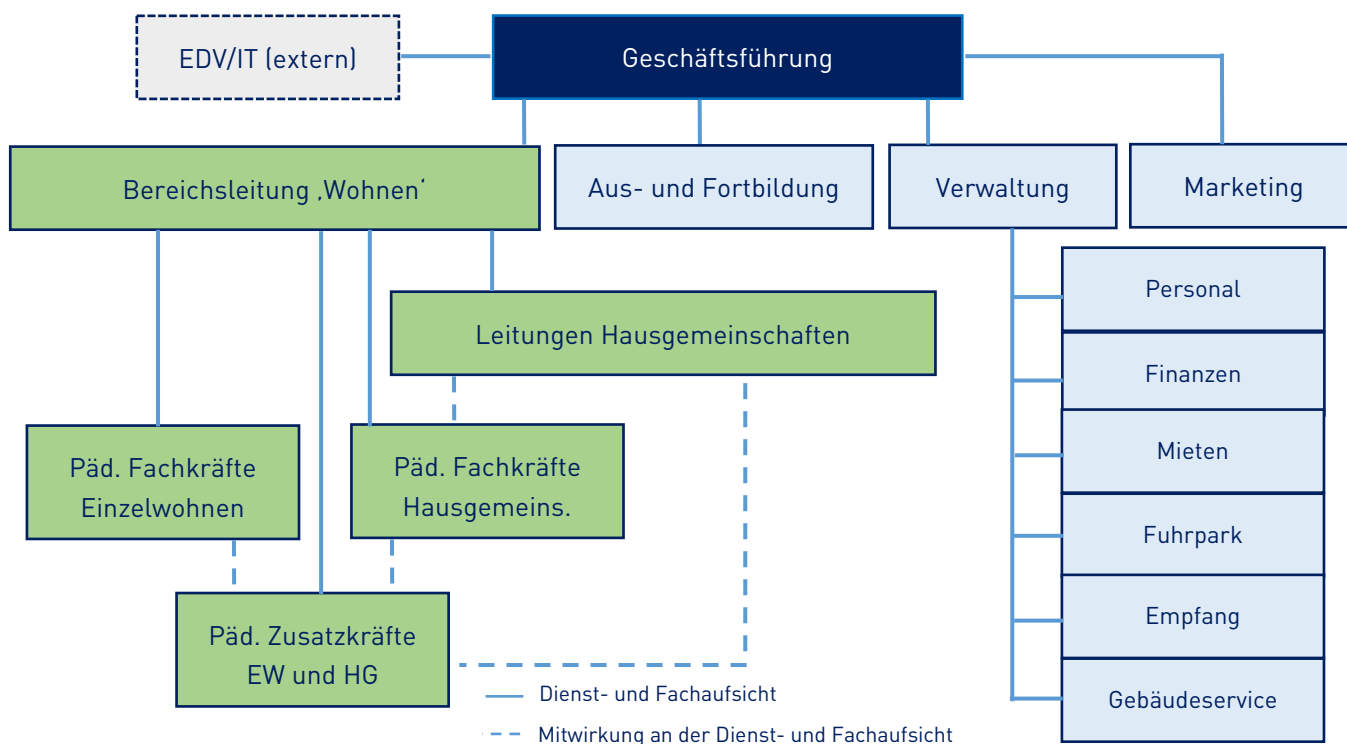 EDV/IT (extern)
Geschäftsführung
Bereichsleitung ‚Wohnen‘
Aus- und Fortbildung
Verwaltung
Marketing
Leitungen Hausgemeinschaften
Päd. Fachkräfte
Einzelwohnen
Päd. Fachkräfte
Hausgemeins.
Päd. Zusatzkräfte
EW und HG
Personal
Finanzen
Mieten
Fuhrpark
Empfang
Gebäudeservice
Dienst- und Fachaufsicht
Mitwirkung an der Dienst- und Fachaufsicht